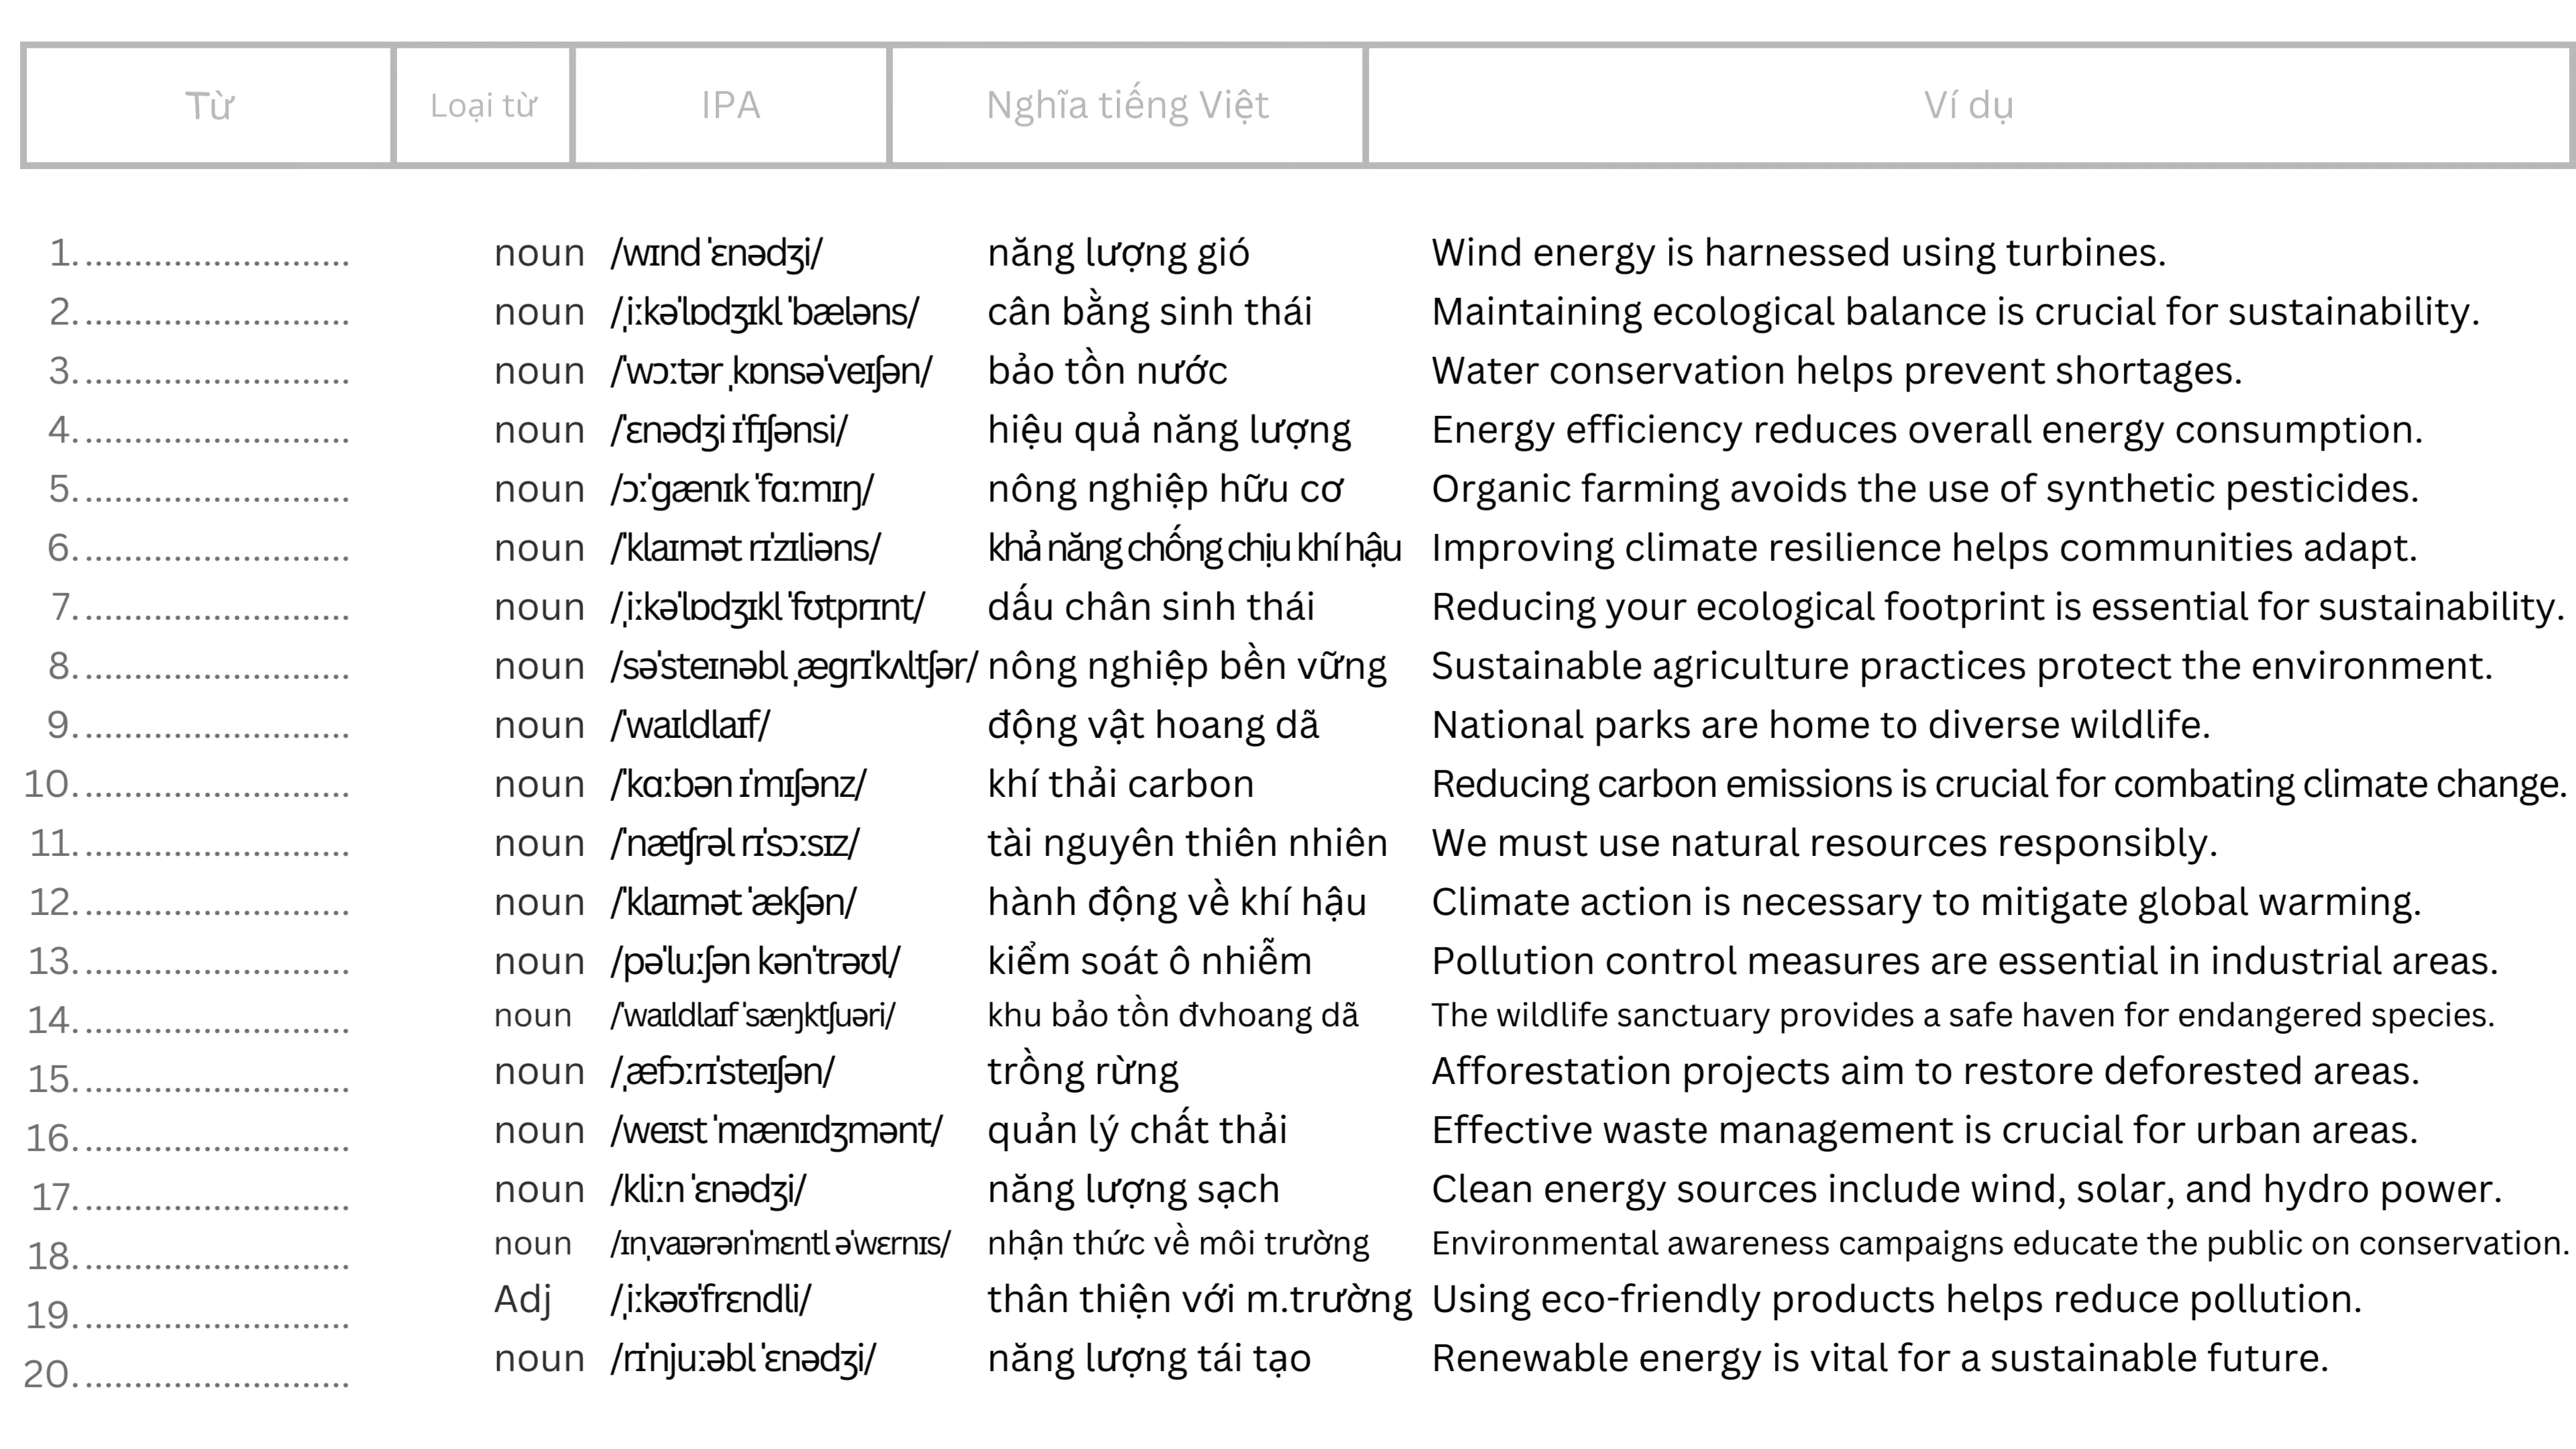 Từ Loại từ IPA Nghĩa tiếng Việt Ví dụ
1........................... noun /wɪnd ˈɛnədʒi/ năng lượng gió Wind energy is harnessed using turbines.
2........................... noun /ˌiːkəˈlɒdʒɪkl ˈbæləns/ cân bằng sinh thái Maintaining ecological balance is crucial for sustainability.
3........................... noun /ˈwɔːtər ˌkɒnsəˈveɪʃən/ bảo tồn nước Water conservation helps prevent shortages.
4........................... noun /ˈɛnədʒi ɪˈfɪʃənsi/ hiệu quả năng lượng Energy efficiency reduces overall energy consumption.
5........................... noun /ɔːˈgænɪk ˈfɑːmɪŋ/ nông nghiệp hữu cơ Organic farming avoids the use of synthetic pesticides.
6........................... noun /ˈklaɪmət rɪˈzɪliəns/ khả năng chống chịu khí hậu Improving climate resilience helps communities adapt.
7........................... noun /ˌiːkəˈlɒdʒɪkl ˈfʊtprɪnt/ dấu chân sinh thái Reducing your ecological footprint is essential for sustainability.
8........................... noun /səˈsteɪnəbl ˌægrɪˈkʌltʃər/ nông nghiệp bền vững Sustainable agriculture practices protect the environment.
9........................... noun /ˈwaɪldlaɪf/ động vật hoang dã National parks are home to diverse wildlife.
10........................... noun /ˈkɑːbən ɪˈmɪʃənz/ khí thải carbon Reducing carbon emissions is crucial for combating climate change.
11........................... noun /ˈnætʃrəl rɪˈsɔːsɪz/ tài nguyên thiên nhiên We must use natural resources responsibly.
12........................... noun /ˈklaɪmət ˈækʃən/ hành động về khí hậu Climate action is necessary to mitigate global warming.
13........................... noun /pəˈluːʃən kənˈtrəʊl/ kiểm soát ô nhiễm Pollution control measures are essential in industrial areas.
14........................... noun /ˈwaɪldlaɪf ˈsæŋktʃuəri/ khu bảo tồn đvhoang dã The wildlife sanctuary provides a safe haven for endangered species.
15........................... noun /ˌæfɔːrɪˈsteɪʃən/ trồng rừng Afforestation projects aim to restore deforested areas.
16........................... noun /weɪst ˈmænɪdʒmənt/ quản lý chất thải Effective waste management is crucial for urban areas.
17........................... noun /kliːn ˈɛnədʒi/ năng lượng sạch Clean energy sources include wind, solar, and hydro power.
18........................... noun /ɪnˌvaɪərənˈmɛntl əˈwɛrnɪs/ nhận thức về môi trường Environmental awareness campaigns educate the public on conservation.
19........................... Adj /ˌiːkəʊˈfrɛndli/ thân thiện với m.trường Using eco-friendly products helps reduce pollution.
20........................... noun /rɪˈnjuːəbl ˈɛnədʒi/ năng lượng tái tạo Renewable energy is vital for a sustainable future.